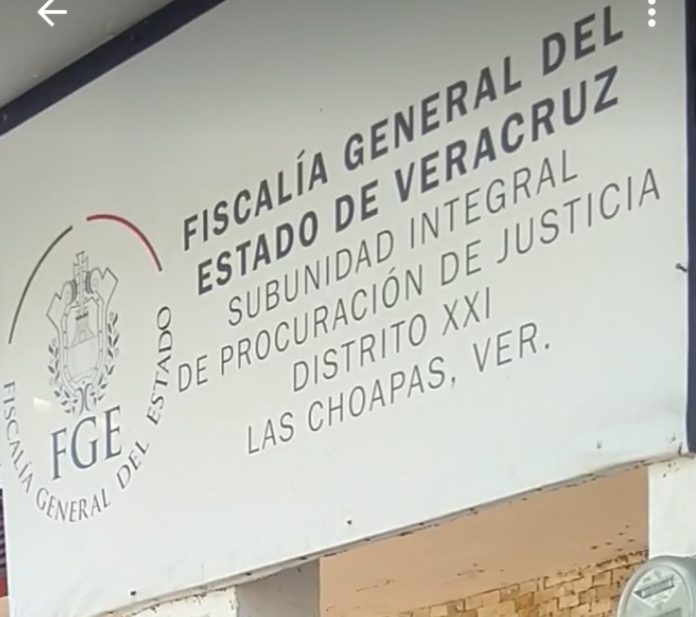 FISCALÍA GENERAL DEL
ESTADO DE VERACRUZ
SUBUNIDAD INTEGRAL
DE PROCURACIÓN DE JUSTICIA
DISTRITO XXI
LAS CHOAPAS, VER.
FGE
FISCALÍA GENERAL DEL ESTADO